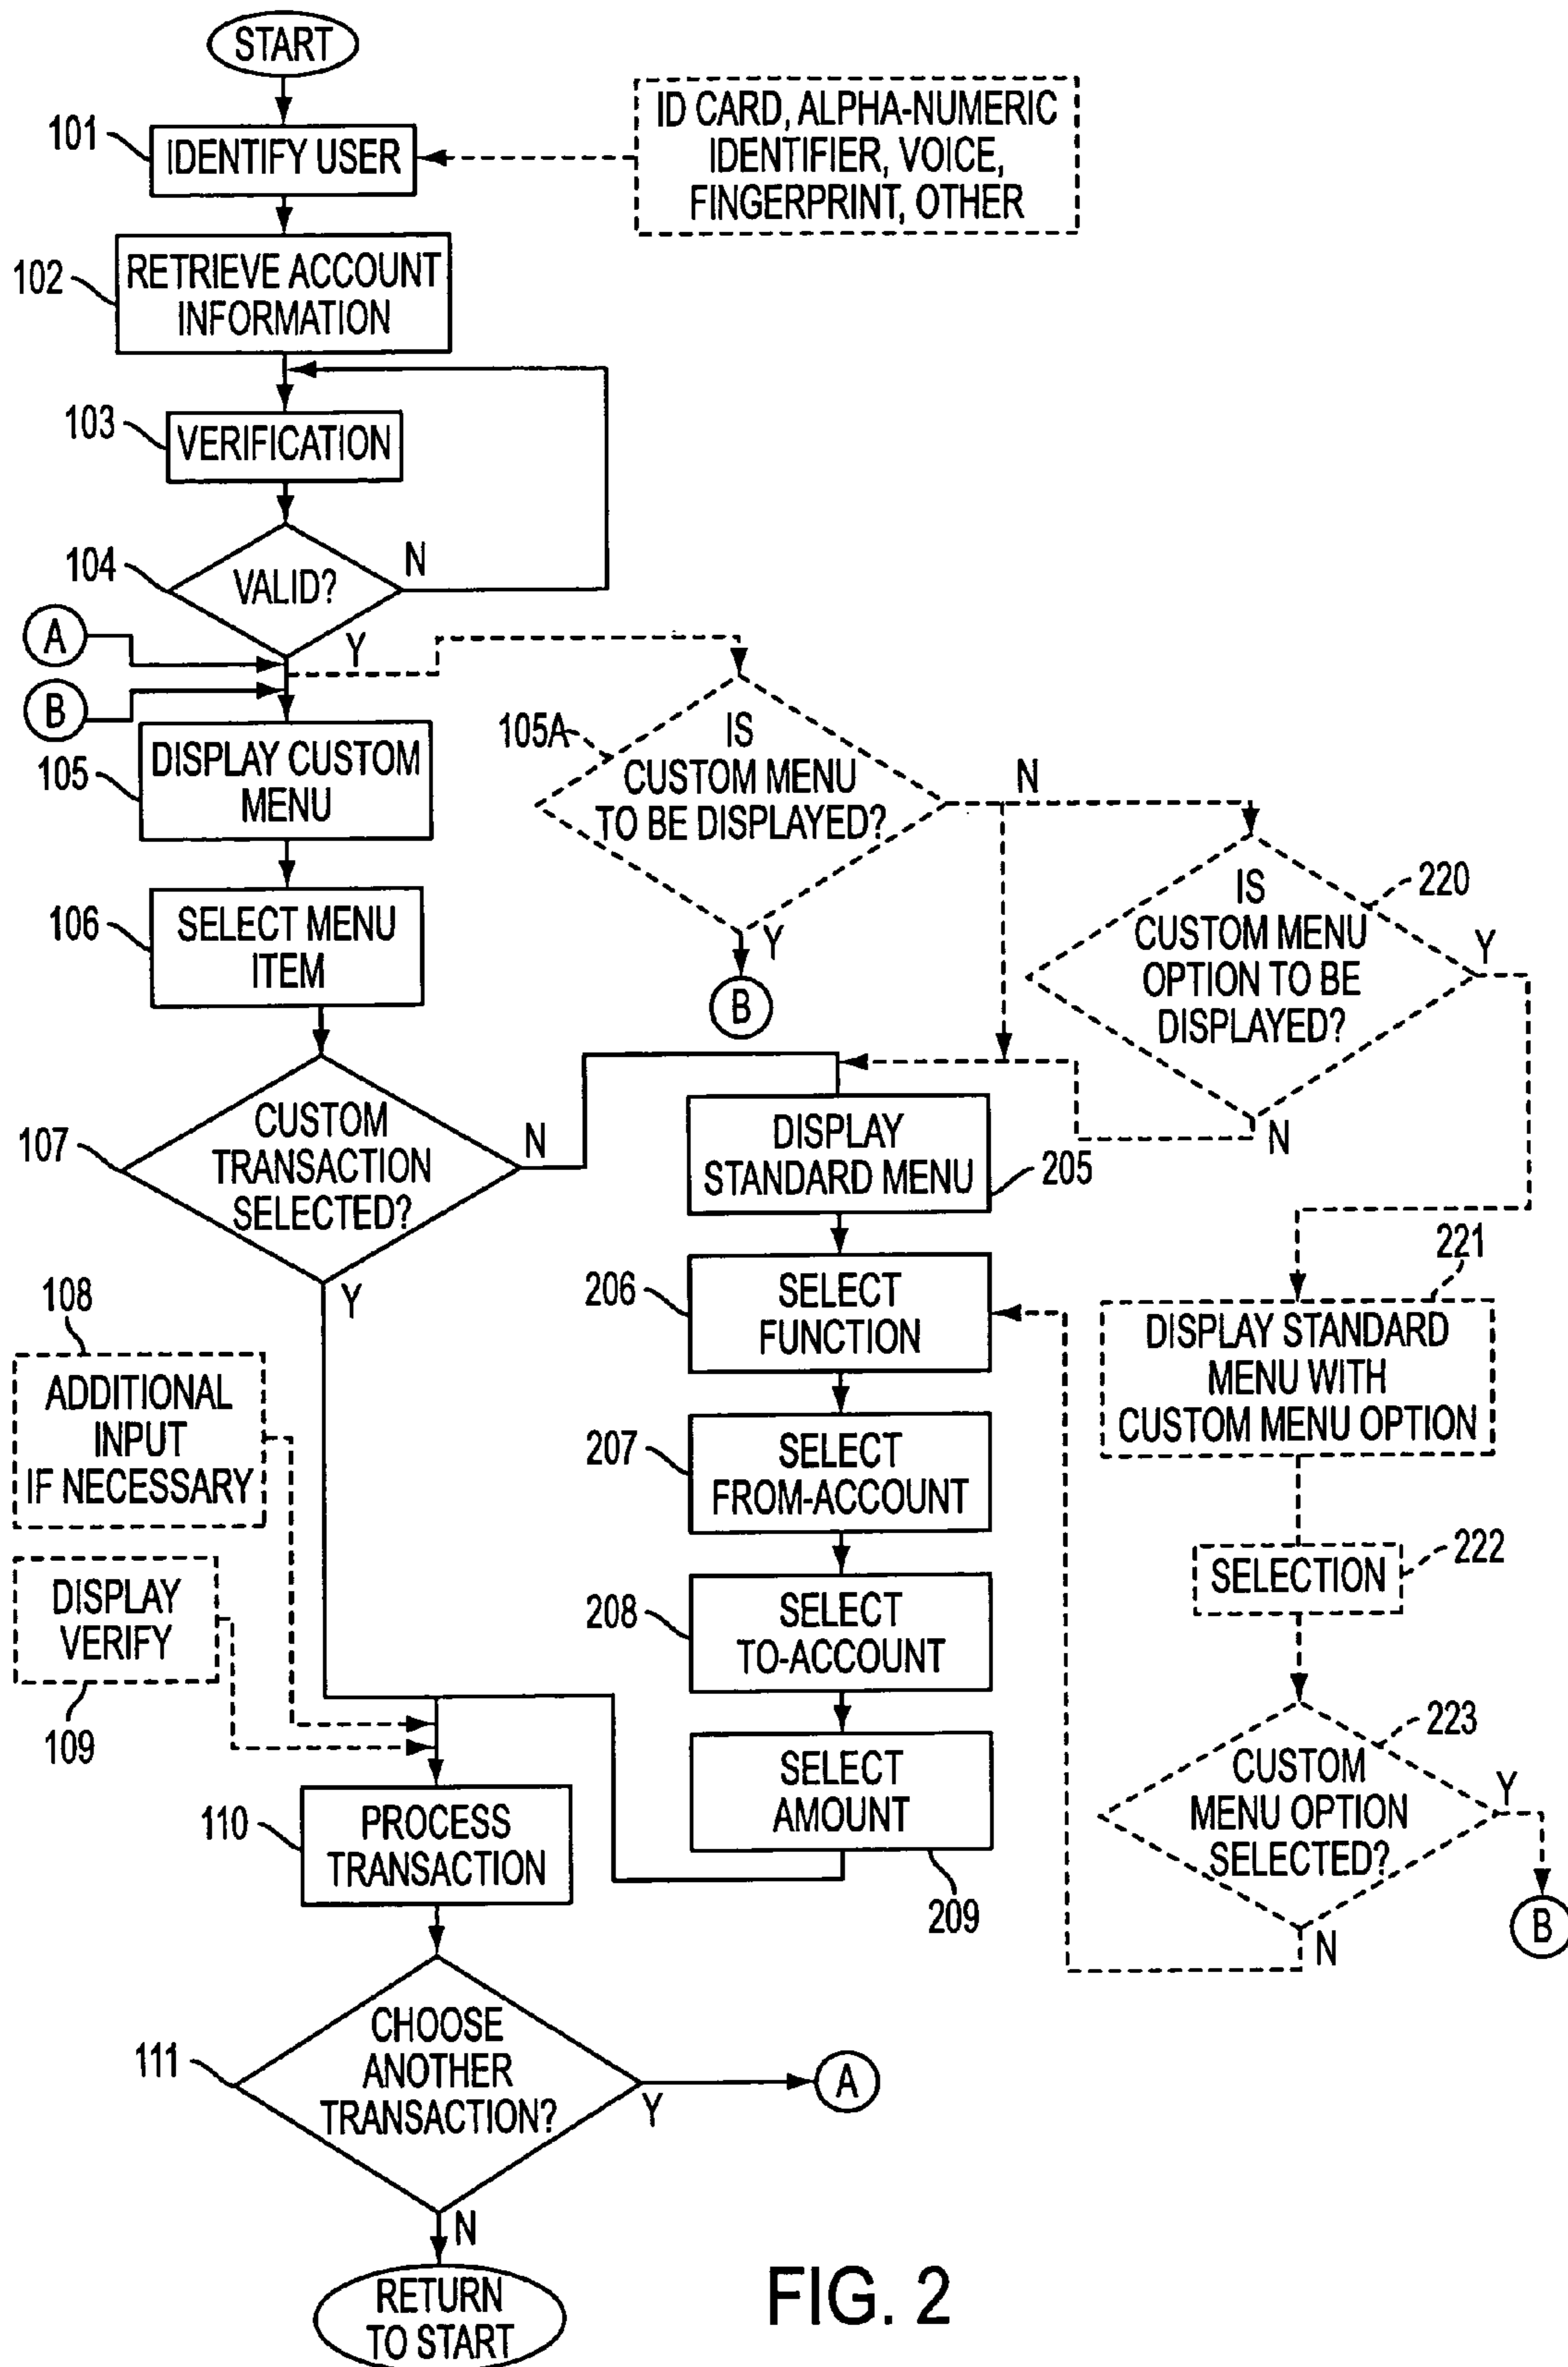 START
101
IDENTIFY USER
ID CARD, ALPHA-NUMERIC
IDENTIFIER, VOICE,
FINGERPRINT, OTHER
102
RETRIEVE ACCOUNT
INFORMATION
103
VERIFICATION
104
VALID?
N
Y
A
B
105
DISPLAY CUSTOM
MENU
105A
IS
CUSTOM MENU
TO BE DISPLAYED?
N
Y
B
220
IS
CUSTOM MENU
OPTION TO BE
DISPLAYED?
Y
N
106
SELECT MENU
ITEM
107
CUSTOM
TRANSACTION
SELECTED?
N
Y
DISPLAY
STANDARD MENU
205
206
SELECT
FUNCTION
207
SELECT
FROM-ACCOUNT
208
SELECT
TO-ACCOUNT
SELECT
AMOUNT
209
221
DISPLAY STANDARD
MENU WITH
CUSTOM MENU OPTION
SELECTION
222
223
CUSTOM
MENU OPTION
SELECTED?
Y
N
B
108
ADDITIONAL
INPUT
IF NECESSARY
DISPLAY
VERIFY
109
110
PROCESS
TRANSACTION
111
CHOOSE
ANOTHER
TRANSACTION?
Y
A
N
RETURN
TO START
FIG. 2